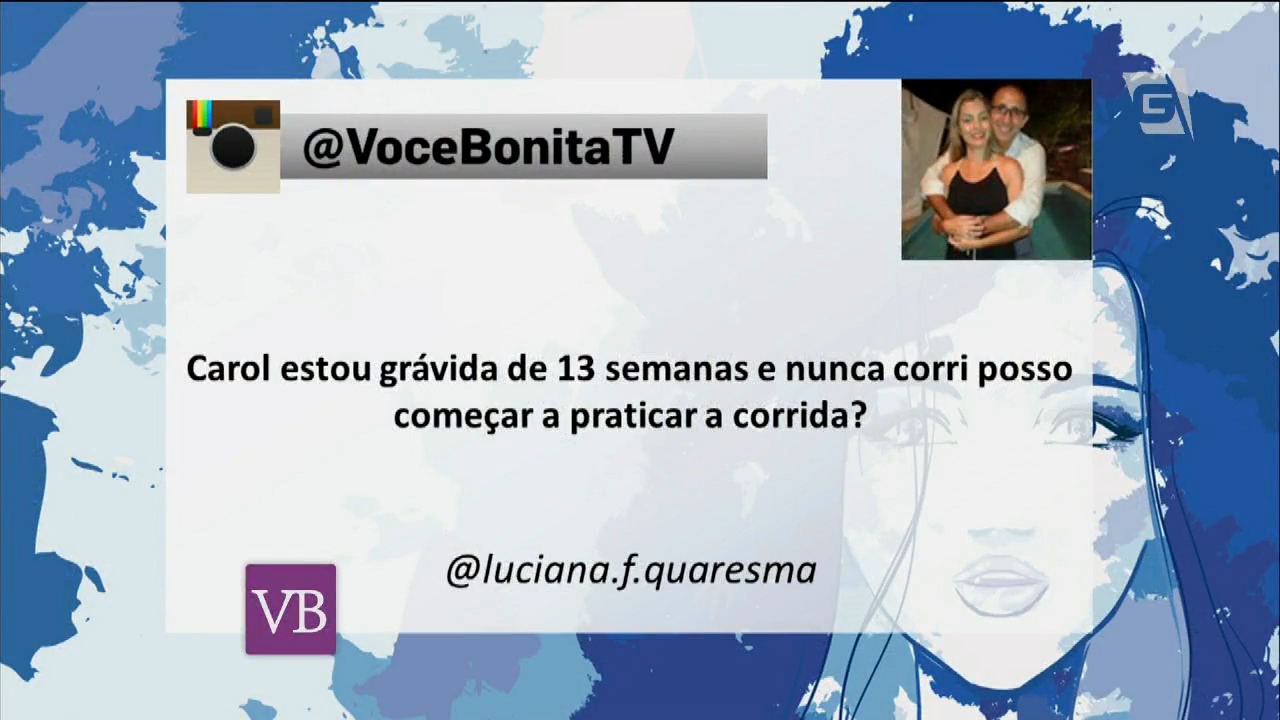 @VoceBonitaTV
G
Carol estou grávida de 13 semanas e nunca corri posso
começar a praticar a corrida?
@luciana.f.quaresma
VB